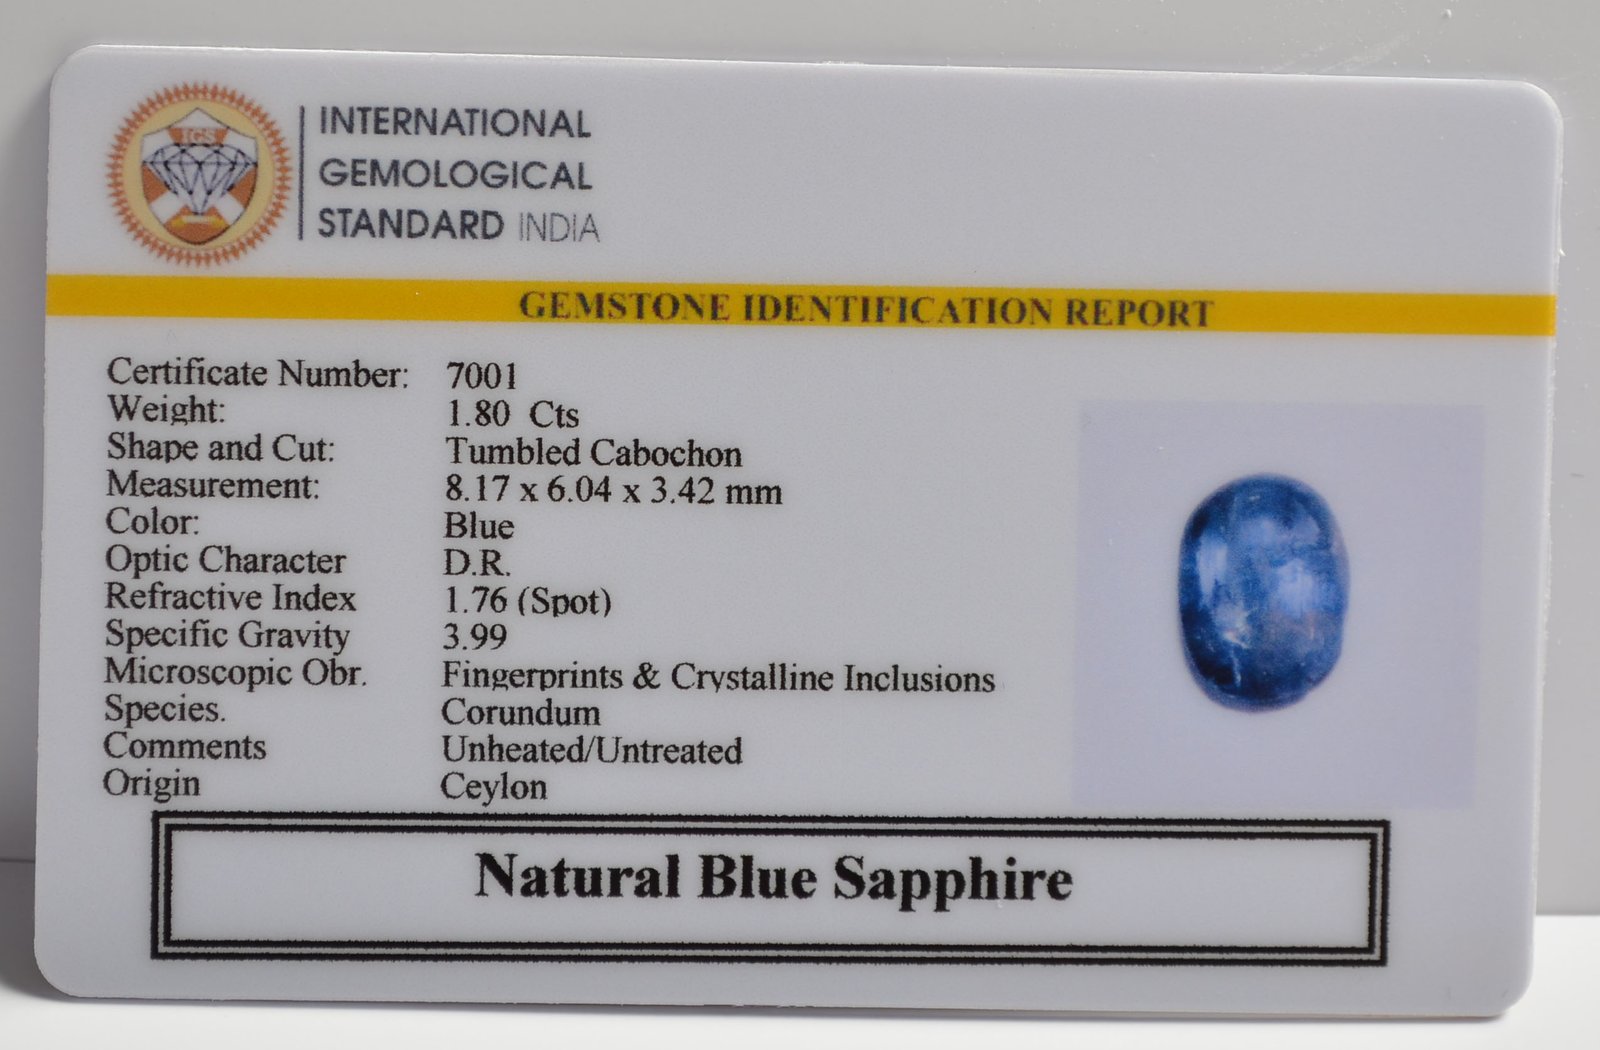 IGS
INTERNATIONAL
GEMOLOGICAL
STANDARD INDIA
GEMSTONE IDENTIFICATION REPORT
Certificate Number: 7001
Weight: 1.80 Cts
Shape and Cut: Tumbled Cabochon
Measurement: 8.17 x 6.04 x 3.42 mm
Color: Blue
Optic Character D.R.
Refractive Index 1.76 (Spot)
Specific Gravity 3.99
Microscopic Obr. Fingerprints & Crystalline Inclusions
Species. Corundum
Comments Unheated/Untreated
Origin Ceylon
Natural Blue Sapphire